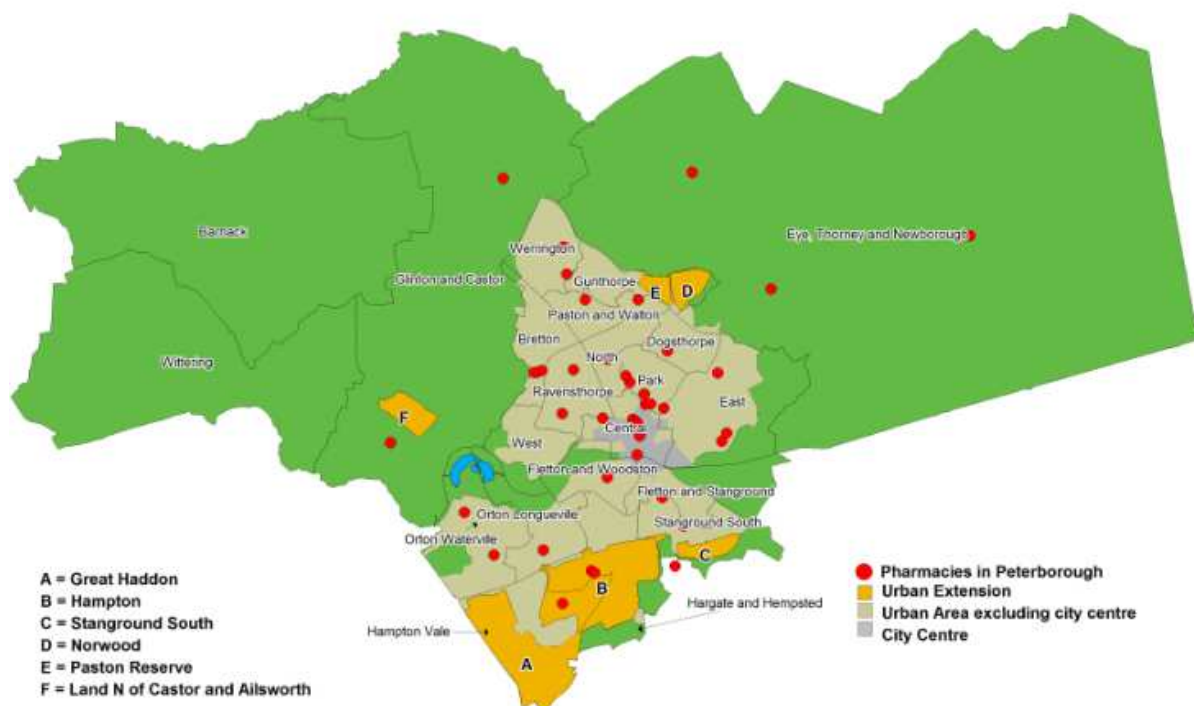 Barnack
Werrington
Eye, Thorney and Newborough
Glinton and Castor
Gunthorpe
E
D
Paston and Walton
Bretton
Dogsthorpe
North
Wittering
Park
Ravensthorpe
East
F
Central
West
Fletton and Woodston
Fletton and Stanground
Orton Longueville
Stanground South
Orton Waterville
C
B
Hargate and Hempsted
Hampton Vale
A
A = Great Haddon
B = Hampton
C = Stanground South
D = Norwood
E = Paston Reserve
F = Land N of Castor and Ailsworth
Pharmacies in Peterborough
Urban Extension
Urban Area excluding city centre
City Centre